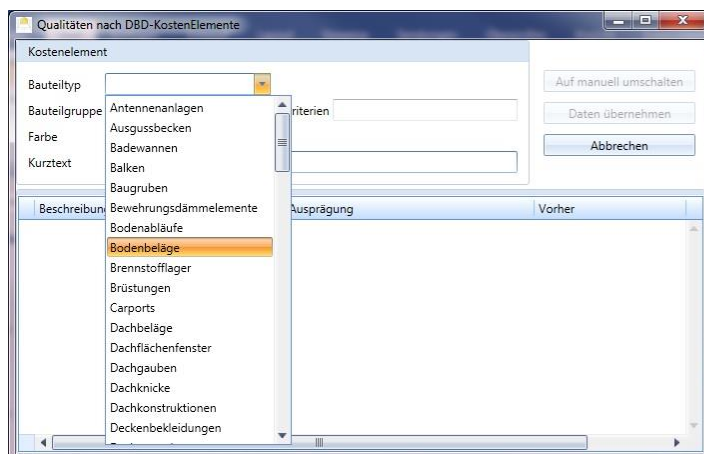 Qualitäten nach DBD-KostenElemente
Kostenelement
Bauteiltyp
Auf manuell umschalten
Bauteilgruppe
riterien
Daten übernehmen
Farbe
Abbrechen
Kurztext
Antennenanlagen
Ausgussbecken
Badewannen
Balken
Baugruben
Bewehrungsdämmelemente
Bodenabläufe
Bodenbeläge
Brennstofflager
Brüstungen
Carports
Dachbeläge
Dachflächenfenster
Dachgauben
Dachknicke
Dachkonstruktionen
Deckenbekleidungen
Beschreibun Ausprägung Vorher